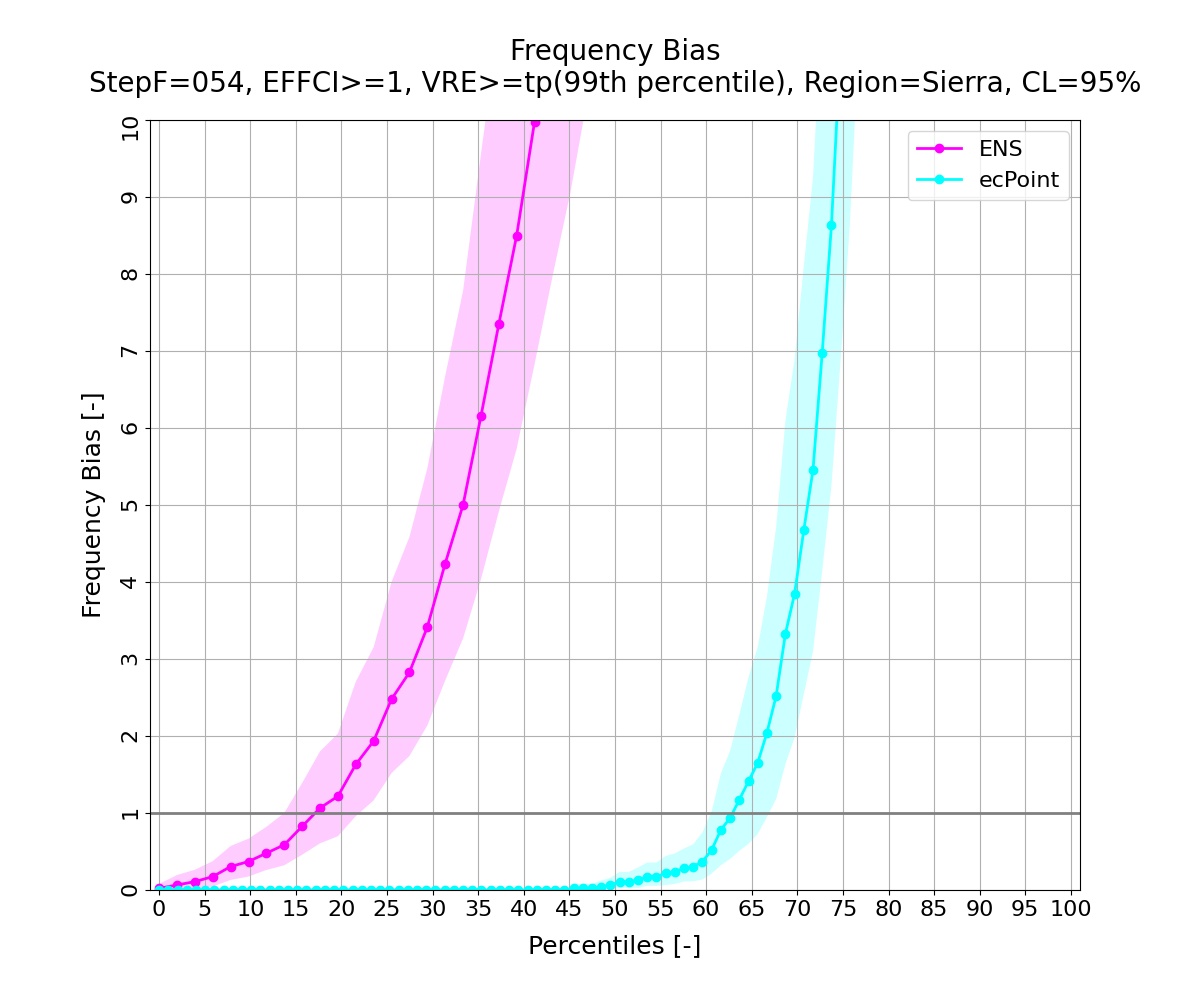 Frequency Bias
StepF=054, EFFCI>=1, VRE>=tp(99th percentile), Region=Sierra, CL=95%
ENS
ecPoint
Frequency Bias [-]
10
9
8
7
6
5
4
3
2
1
0
0 5 10 15 20 25 30 35 40 45 50 55 60 65 70 75 80 85 90 95 100
Percentiles [-]